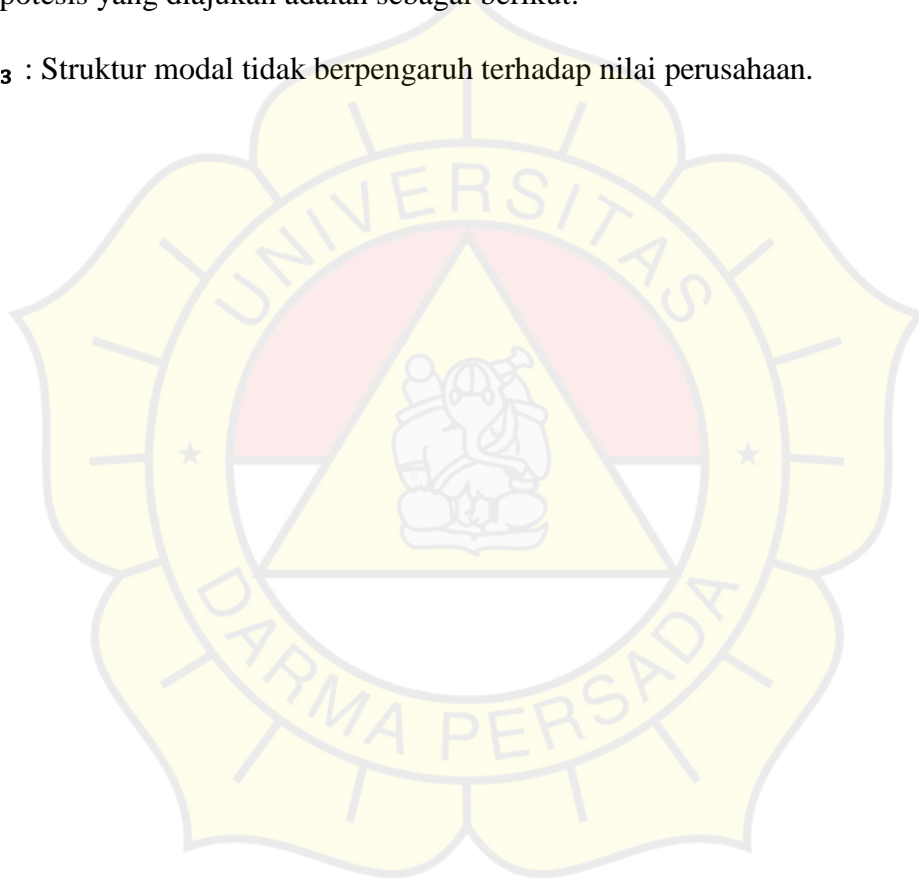 potesis yang diajukan adalah sebagai berikut:
₃ : Struktur modal tidak berpengaruh terhadap nilai perusahaan.
UNIVERSITAS
DARMA PERSADA